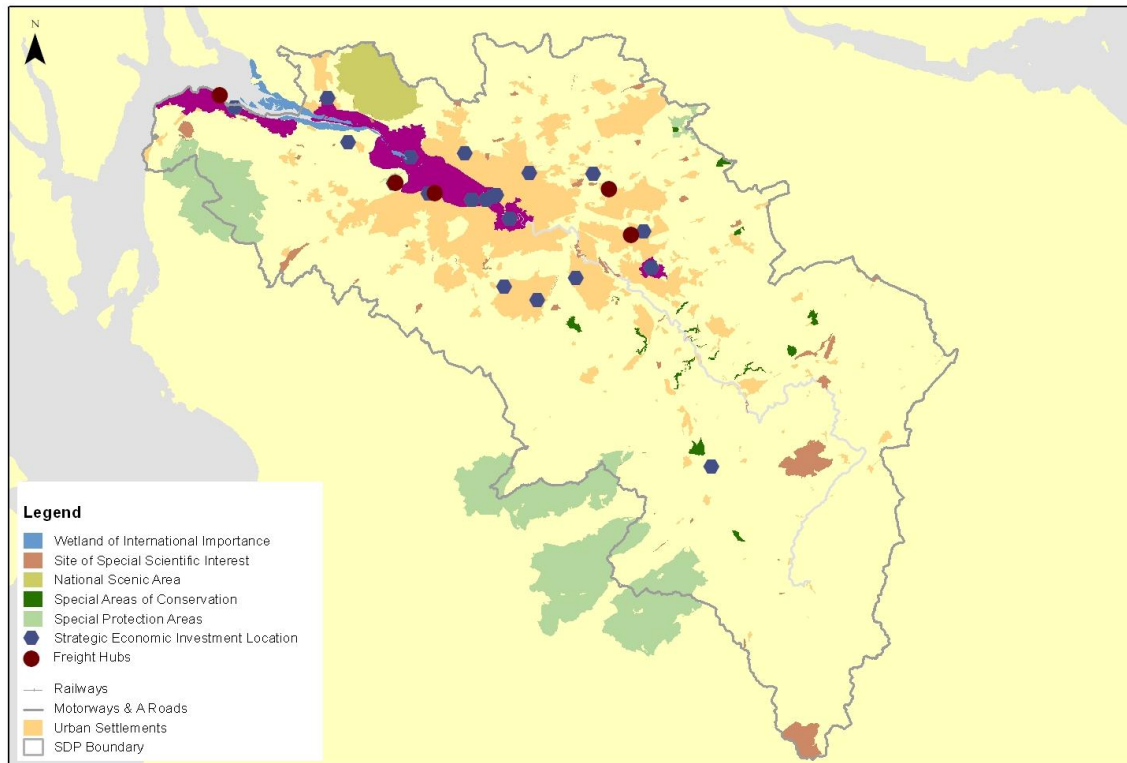 N
Legend
Wetland of International Importance
Site of Special Scientific Interest
National Scenic Area
Special Areas of Conservation
Special Protection Areas
Strategic Economic Investment Location
Freight Hubs
Railways
Motorways & A Roads
Urban Settlements
SDP Boundary